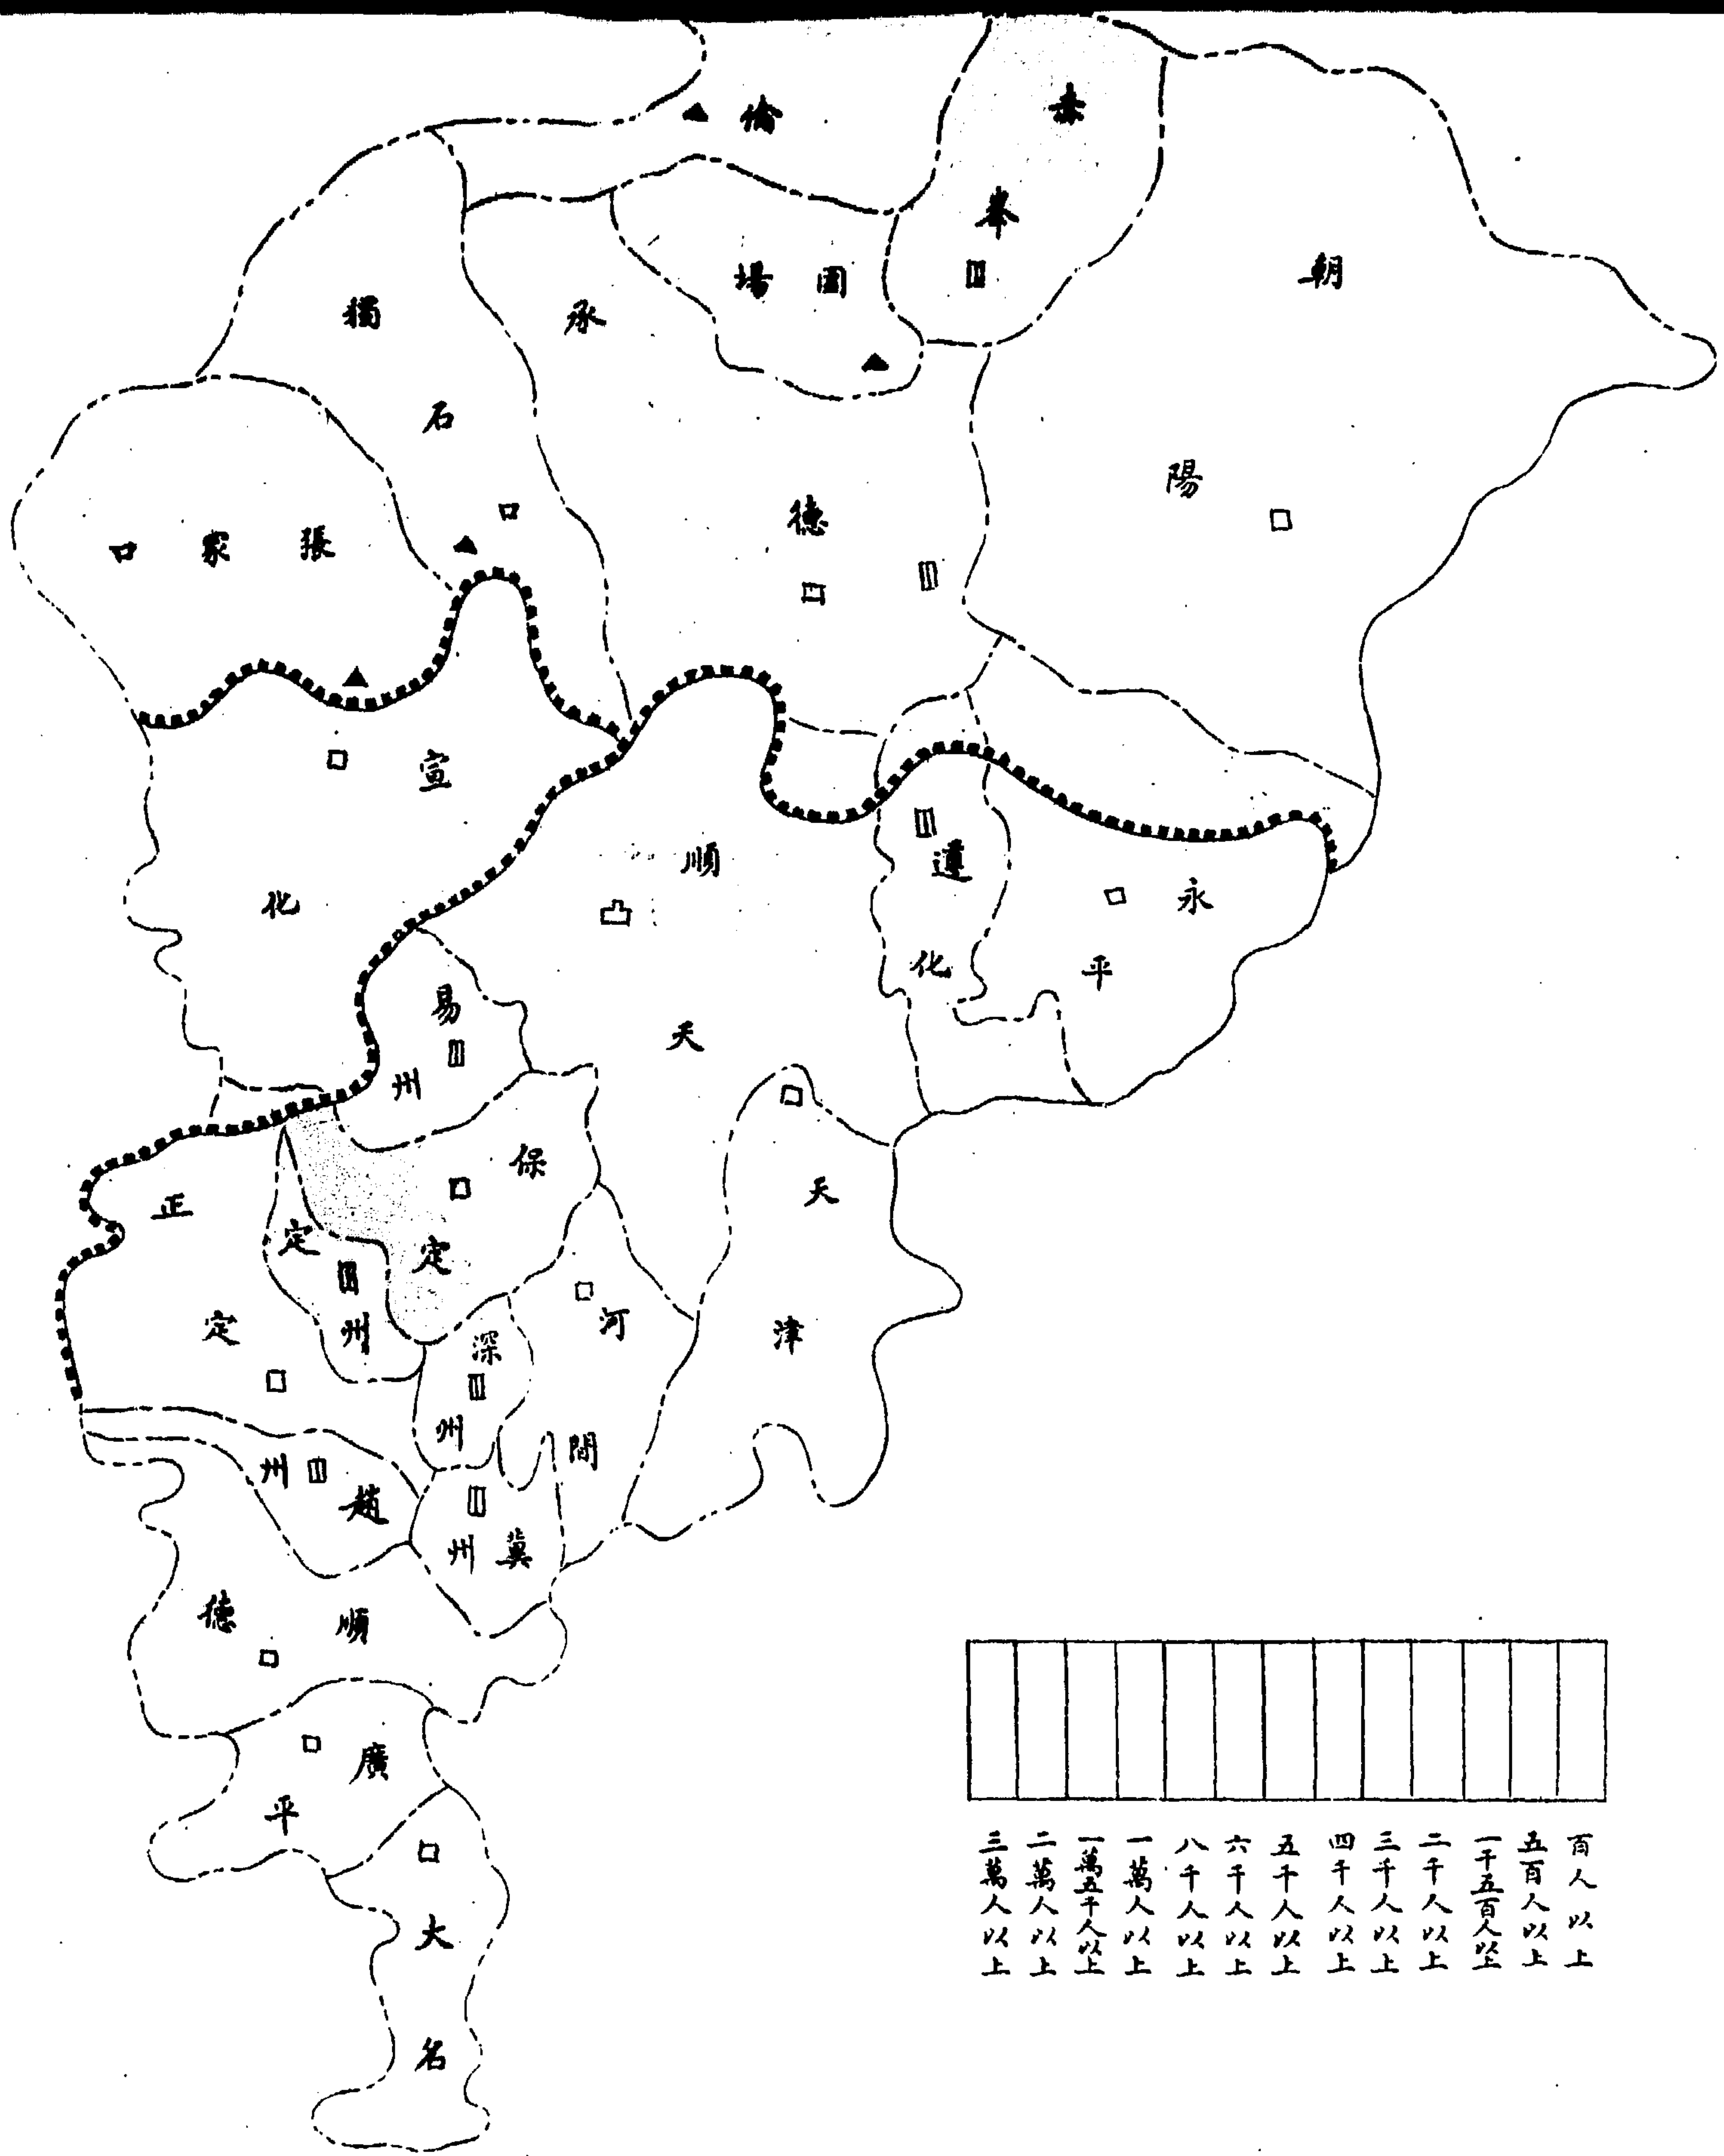 倫
赤峯
朝陽
圍場
承德
獨石口
張家口
宣化
順天
遵化
永平
易州
保定
正定
定州
天津
河間
深州
趙州
冀州
順德
廣平
大名
百人以上
五百人以上
一千五百人以上
二千人以上
三千人以上
四千人以上
五千人以上
六千人以上
八千人以上
一萬人以上
一萬五千人以上
二萬人以上
三萬人以上